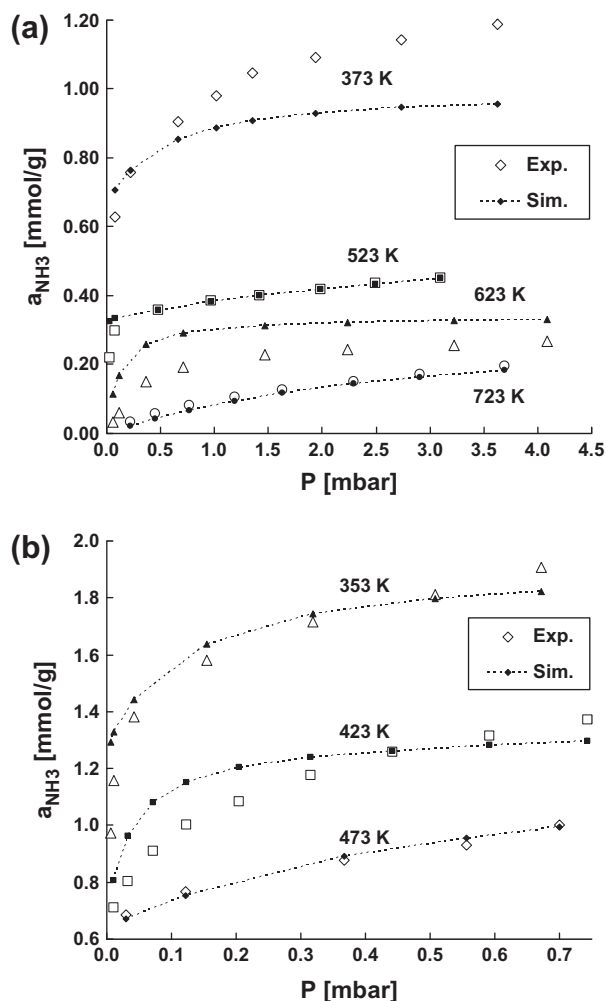 (a)
1.20
1.00
0.80
0.60
0.40
0.20
0.00
aNH3 [mmol/g]
373 K
Exp.
Sim.
523 K
623 K
723 K
0.0 0.5 1.0 1.5 2.0 2.5 3.0 3.5 4.0 4.5
P [mbar]
(b)
2.0
1.8
1.6
1.4
1.2
1.0
0.8
0.6
aNH3 [mmol/g]
353 K
Exp.
Sim.
423 K
473 K
0.0 0.1 0.2 0.3 0.4 0.5 0.6 0.7
P [mbar]